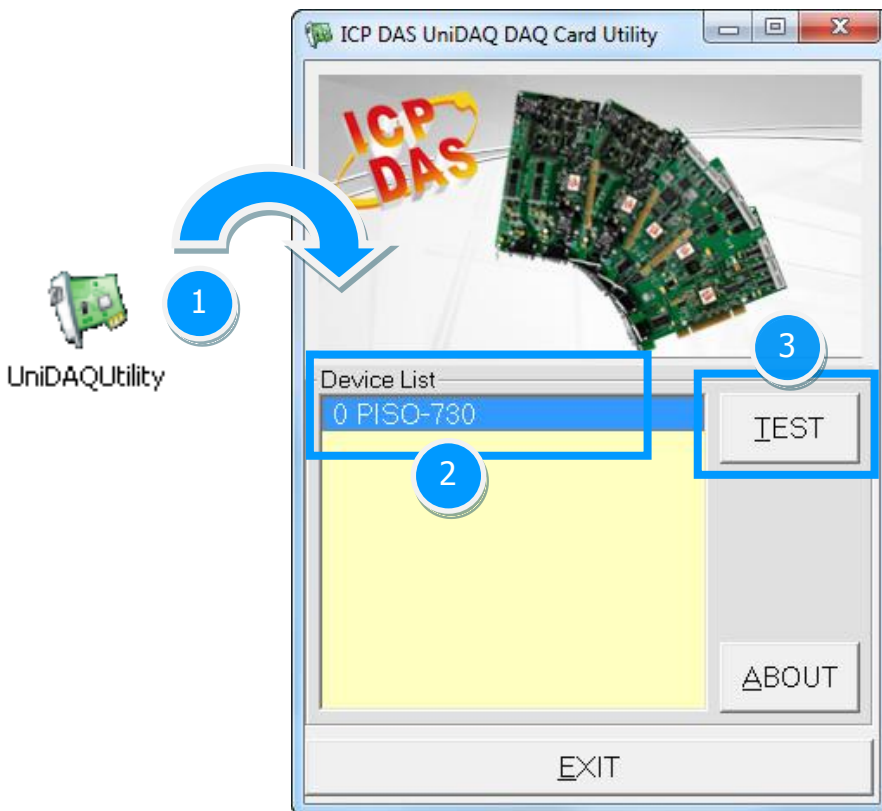 ICP DAS UniDAQ DAQ Card Utility
ICP
DAS
1
UniDAQUtility
3
Device List
0 PISO-730
TEST
2
ABOUT
EXIT